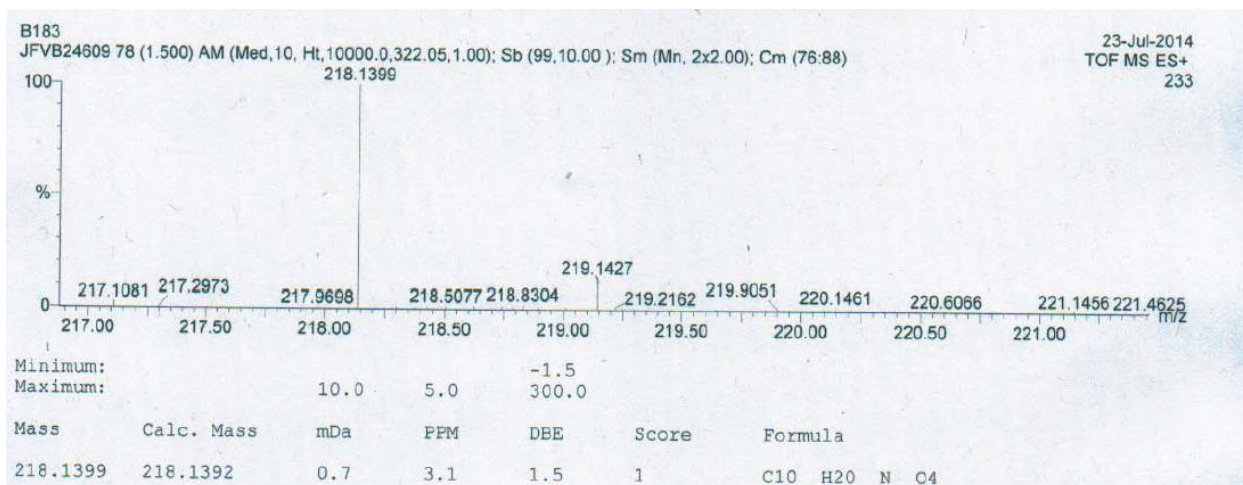 B183
JFVB24609 78 (1.500) AM (Med,10, Ht,10000.0,322.05,1.00); Sb (99,10.00 ); Sm (Mn, 2x2.00); Cm (76:88)
23-Jul-2014
TOF MS ES+
233
218.1399
100
%
219.1427
217.1081 217.2973 217.9698 218.5077 218.8304 219.2162 219.9051 220.1461 220.6066 221.1456 221.4625
0
m/z
217.00 217.50 218.00 218.50 219.00 219.50 220.00 220.50 221.00
Minimum: -1.5
Maximum: 10.0 5.0 300.0
Mass Calc. Mass mDa PPM DBE Score Formula
218.1399 218.1392 0.7 3.1 1.5 1 C10 H20 N O4